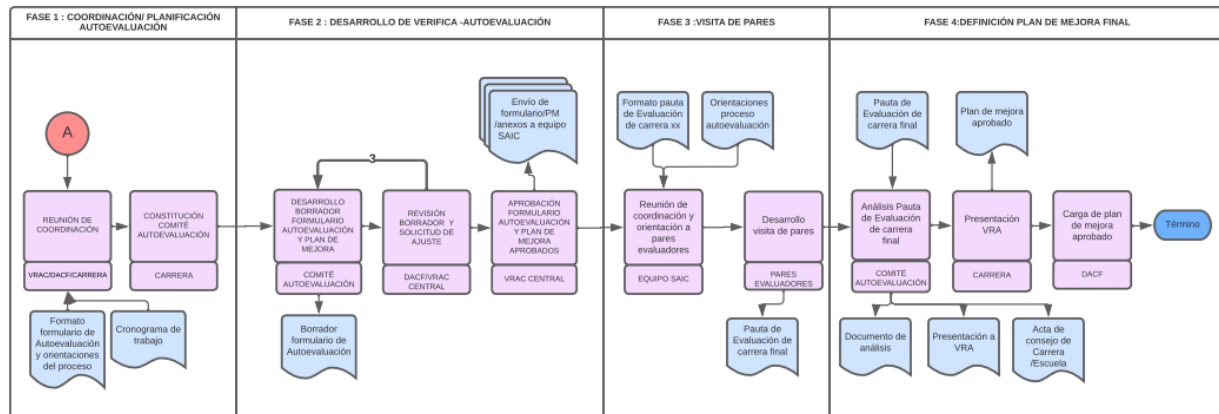 FASE 1 : COORDINACIÓN/ PLANIFICACIÓN
AUTOEVALUACIÓN
FASE 2 : DESARROLLO DE VERIFICA -AUTOEVALUACIÓN
FASE 3 :VISITA DE PARES
FASE 4:DEFINICIÓN PLAN DE MEJORA FINAL
A
REUNIÓN DE
COORDINACIÓN
VRAC/DACF/CARRERA
Formato
formulario de
Autoevaluación
y orientaciones
del proceso
Cronograma de
trabajo
CONSTITUCIÓN
COMITÉ
AUTOEVALUACIÓN
CARRERA
3
DESARROLLO
BORRADOR
FORMULARIO
AUTOEVALUACIÓN
Y PLAN DE
MEJORA
COMITÉ
AUTOEVALUACIÓN
Borrador
formulario de
Autoevaluación
REVISIÓN
BORRADOR Y
SOLICITUD DE
AJUSTE
DACF/VRAC
CENTRAL
Envío de
formulario/PM
/anexos a equipo
SAIC
APROBACIÓN
FORMULARIO
AUTOEVALUACIÓN
Y PLAN DE
MEJORA
APROBADOS
VRAC CENTRAL
Formato pauta
de Evaluación
de carrera xx
Orientaciones
proceso
autoevaluación
Reunión de
coordinación y
orientación a
pares
evaluadores
EQUIPO SAIC
Desarrollo
visita de pares
PARES
EVALUADORES
Pauta de
Evaluación de
carrera final
Pauta de
Evaluación de
carrera final
Análisis Pauta
de Evaluación
de carrera
final
COMITÉ
AUTOEVALUACIÓN
Documento de
análisis
Presentación a
VRA
Acta de
consejo de
Carrera
/Escuela
Plan de mejora
aprobado
Presentación
VRA
CARRERA
Carga de plan
de mejora
aprobado
DACF
Término